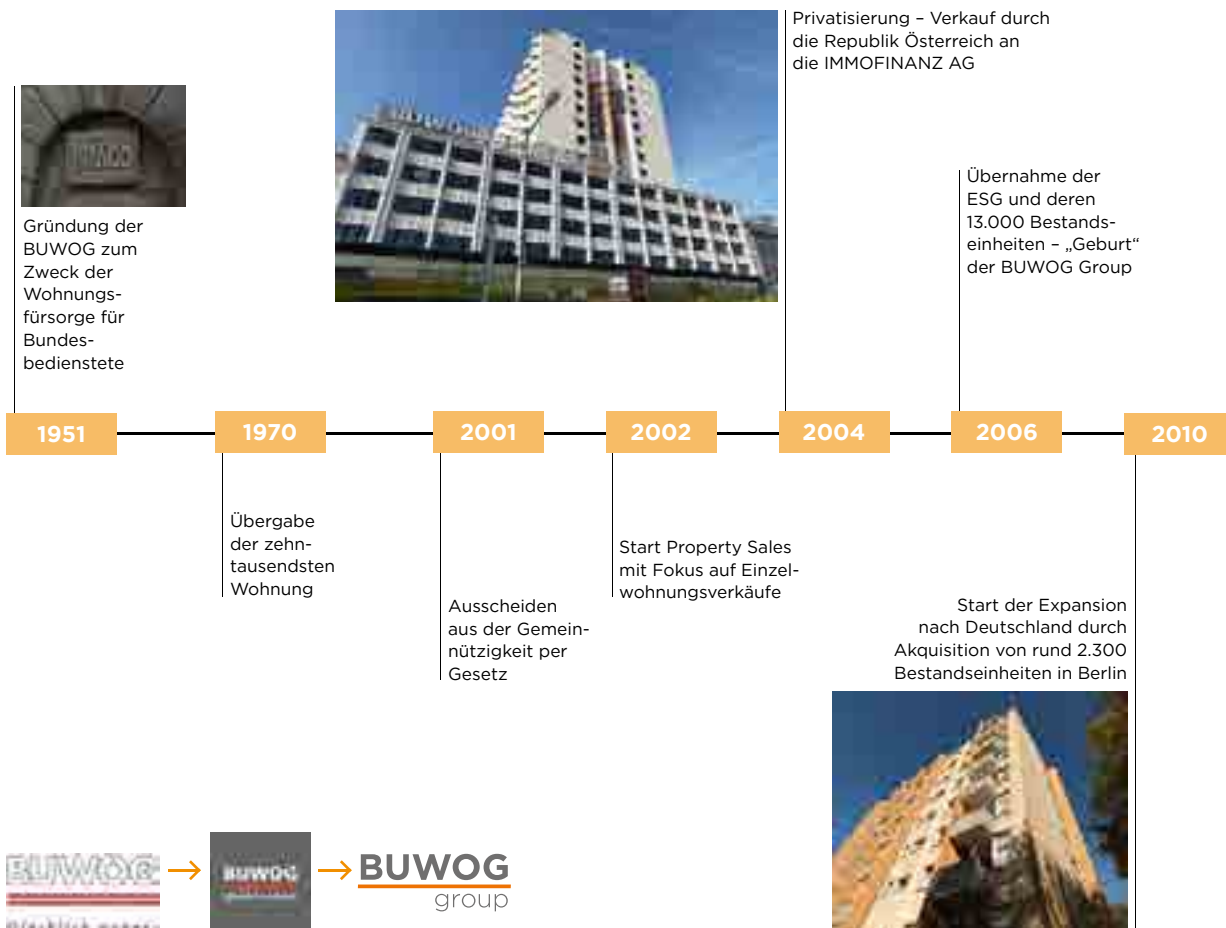 Privatisierung – Verkauf durch
die Republik Österreich an
die IMMOFINANZ AG
BUWOG
Übernahme der
ESG und deren
13.000 Bestands-
einheiten – „Geburt“
der BUWOG Group
Gründung der
BUWOG zum
Zweck der
Wohnungs-
fürsorge für
Bundes-
bedienstete
1951
1970
2001
2002
2004
2006
2010
Übergabe
der zehn-
tausendsten
Wohnung
Start Property Sales
mit Fokus auf Einzel-
wohnungsverkäufe
Ausscheiden
aus der Gemein-
nützigkeit per
Gesetz
Start der Expansion
nach Deutschland durch
Akquisition von rund 2.300
Bestandseinheiten in Berlin
BUWOG
BUWOG
BUWOG
group